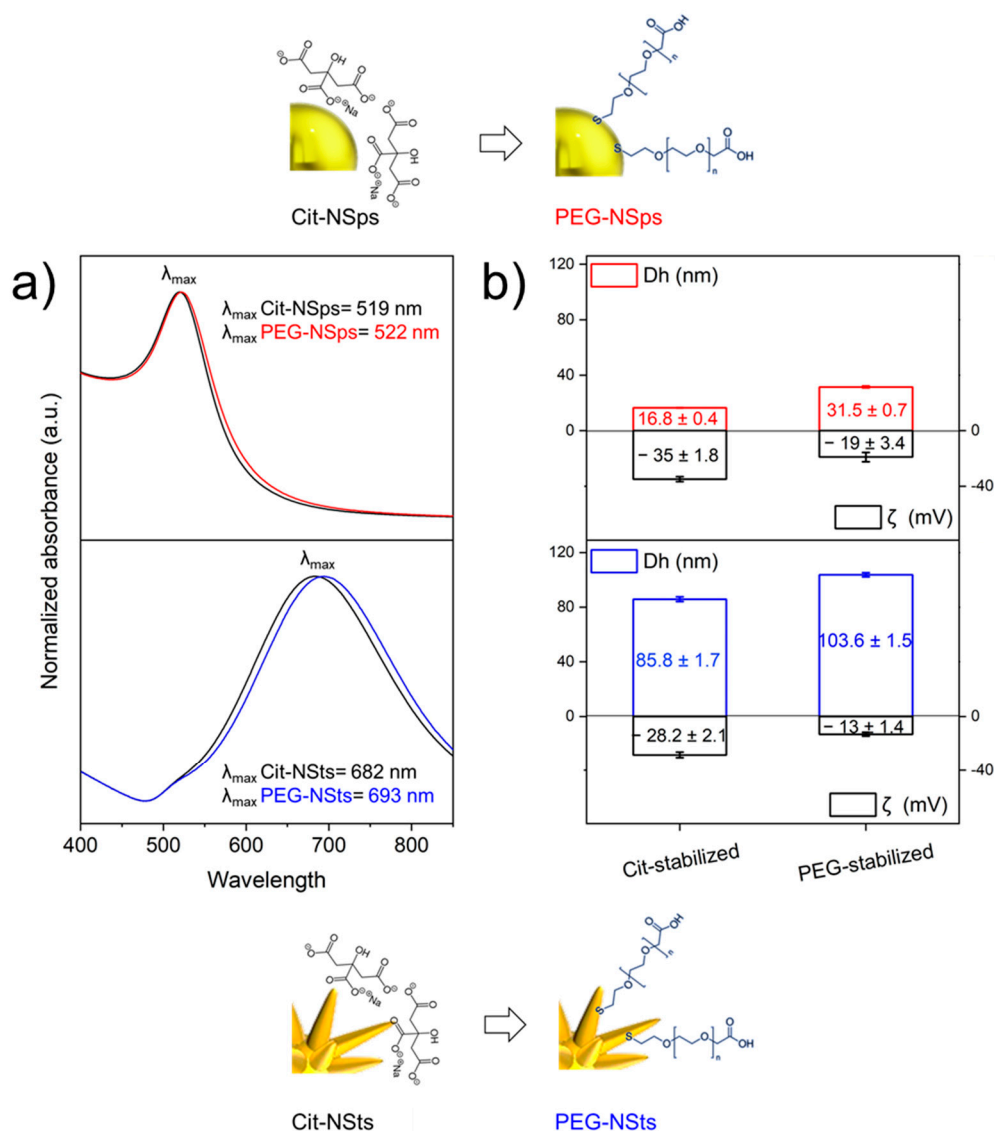 Cit-NSps
PEG-NSps
a)
λmax
λmax Cit-NSps= 519 nm
λmax PEG-NSps= 522 nm
Normalized absorbance (a.u.)
λmax
λmax Cit-NSts= 682 nm
λmax PEG-NSts= 693 nm
400 500 600 700 800
Wavelength
b)
120
80
40
0
Dh (nm)
16.8 ± 0.4
31.5 ± 0.7
− 35 ± 1.8
− 19 ± 3.4
0
-40
ζ (mV)
120
80
40
0
Dh (nm)
85.8 ± 1.7
103.6 ± 1.5
− 28.2 ± 2.1
− 13 ± 1.4
0
-40
ζ (mV)
Cit-stabilized
PEG-stabilized
Cit-NSts
PEG-NSts